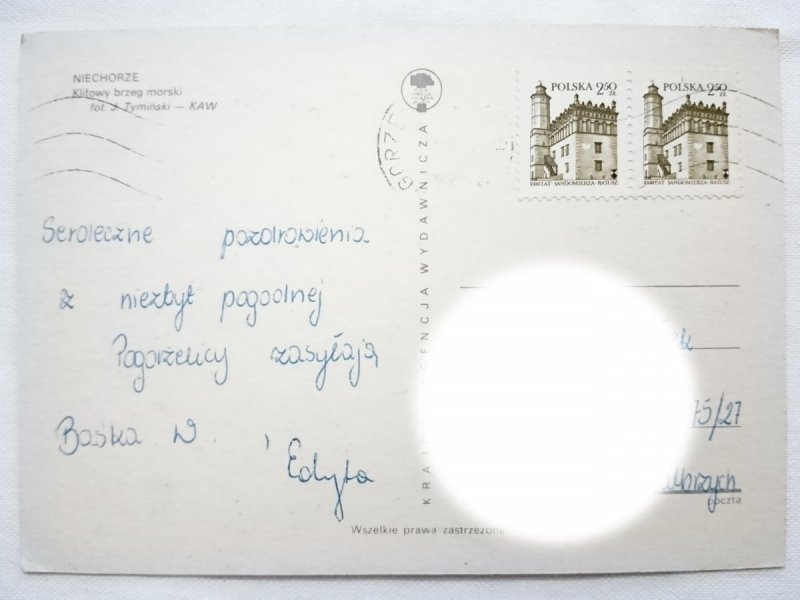 NIECHORZE
Klifowy brzeg morski
fot. J. Tymiński — KAW
POLSKA 2,50 ZŁ
1000 LAT SANDOMIERZA-RATUSZ
POLSKA 2,50 ZŁ
1000 LAT SANDOMIERZA-RATUSZ
Serdeczne pozdrowienia
z niezbyt pogodnej
Pogorzelicy zasyłają
Baśka W. , Edyta
WYDAWNICZA
75/27
poczta
Wszelkie prawa zastrzeżone